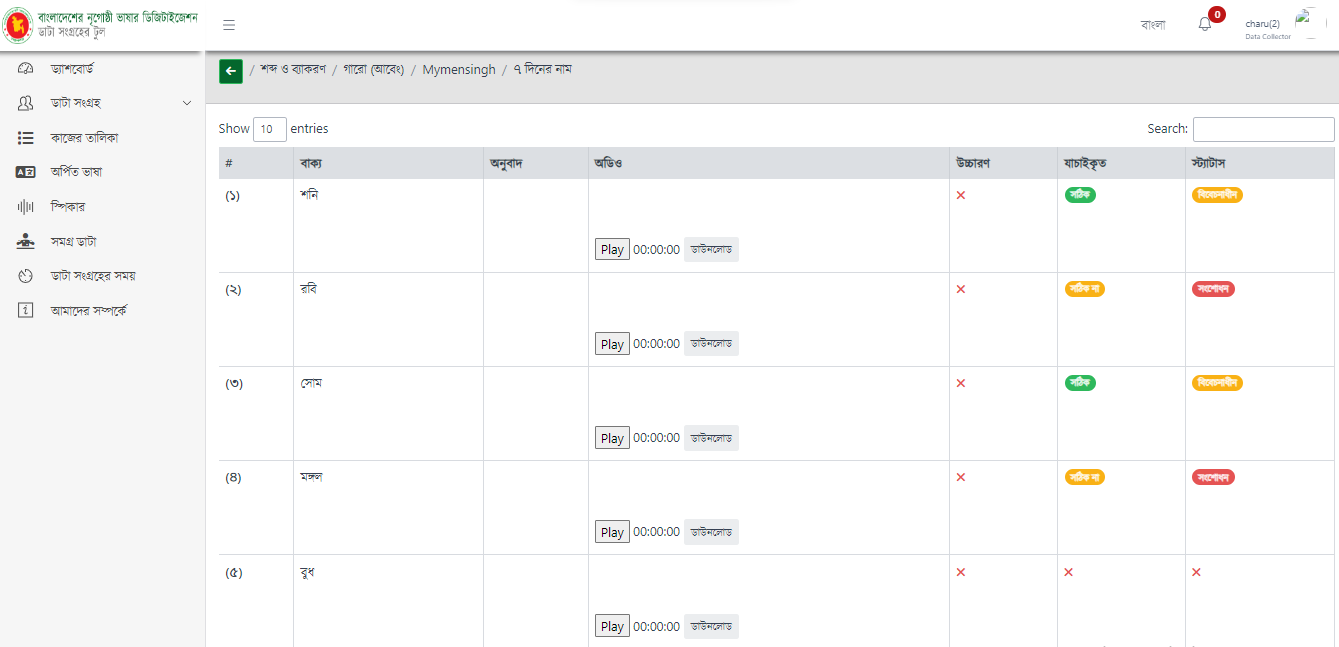 বাংলাদেশের নৃগোষ্ঠী ভাষার ডিজিটাইজেশন
ডাটা সংগ্রহের টুল
বাংলা
0
charu(2)
Data Collector
ড্যাশবোর্ড
ডাটা সংগ্রহ
কাজের তালিকা
অর্পিত ভাষা
স্পিকার
সমগ্র ডাটা
ডাটা সংগ্রহের সময়
আমাদের সম্পর্কে
/ শব্দ ও ব্যাকরণ / গারো (আবেং) / Mymensingh / ৭ দিনের নাম
Show 10 entries Search:
# বাক্য অনুবাদ অডিও উচ্চারণ যাচাইকৃত স্ট্যাটাস
(১) শনি সঠিক বিবেচনাধীন
Play 00:00:00 ডাউনলোড
(২) রবি সঠিক না সংশোধন
Play 00:00:00 ডাউনলোড
(৩) সোম সঠিক বিবেচনাধীন
Play 00:00:00 ডাউনলোড
(৪) মঙ্গল সঠিক না সংশোধন
Play 00:00:00 ডাউনলোড
(৫) বুধ
Play 00:00:00 ডাউনলোড